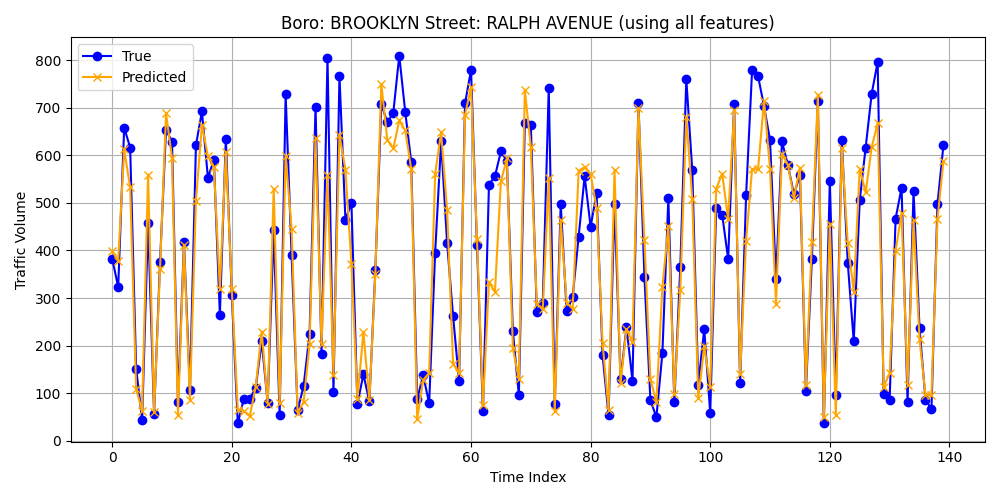 Boro: BROOKLYN Street: RALPH AVENUE (using all features)
True
Predicted
Traffic Volume
800
700
600
500
400
300
200
100
0
0 20 40 60 80 100 120 140
Time Index